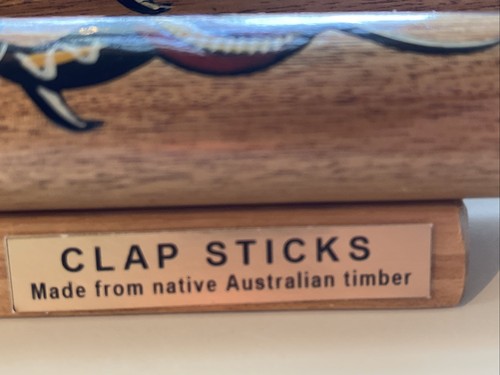 CLAP STICKS
Made from native Australian timber